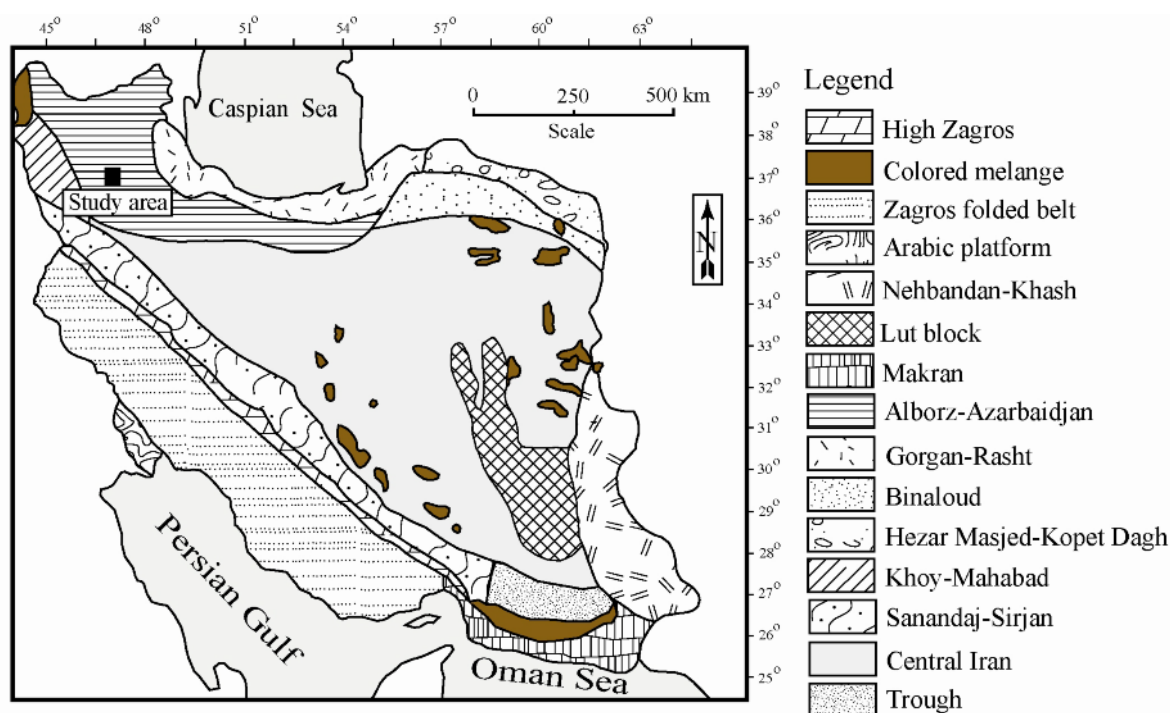 45° 48° 51° 54° 57° 60° 63°
Caspian Sea
0 250 500 km
Scale
Study area
N
Persian Gulf
Oman Sea
39°
38°
37°
36°
35°
34°
33°
32°
31°
30°
29°
28°
27°
26°
25°
Legend
High Zagros
Colored melange
Zagros folded belt
Arabic platform
Nehbandan-Khash
Lut block
Makran
Alborz-Azarbaidjan
Gorgan-Rasht
Binaloud
Hezar Masjed-Kopet Dagh
Khoy-Mahabad
Sanandaj-Sirjan
Central Iran
Trough